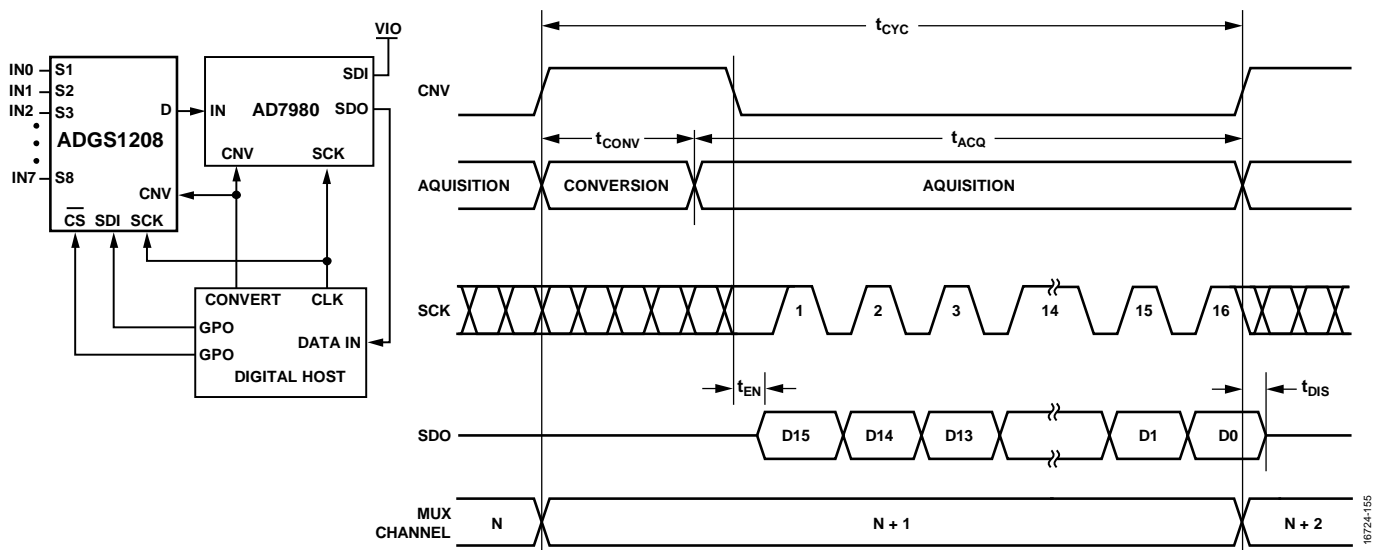 VIO
IN0
S1
IN1
S2
IN2
S3
IN7
S8
D
ADGS1208
CNV
CS SDI SCK
SDI
IN
AD7980
SDO
CNV
SCK
CONVERT
CLK
GPO
GPO
DATA IN
DIGITAL HOST
tCYC
CNV
tCONV
tACQ
AQUISITION
CONVERSION
AQUISITION
SCK
1
2
3
14
15
16
tEN
tDIS
SDO
D15
D14
D13
D1
D0
MUX
CHANNEL
N
N + 1
N + 2
16724-155